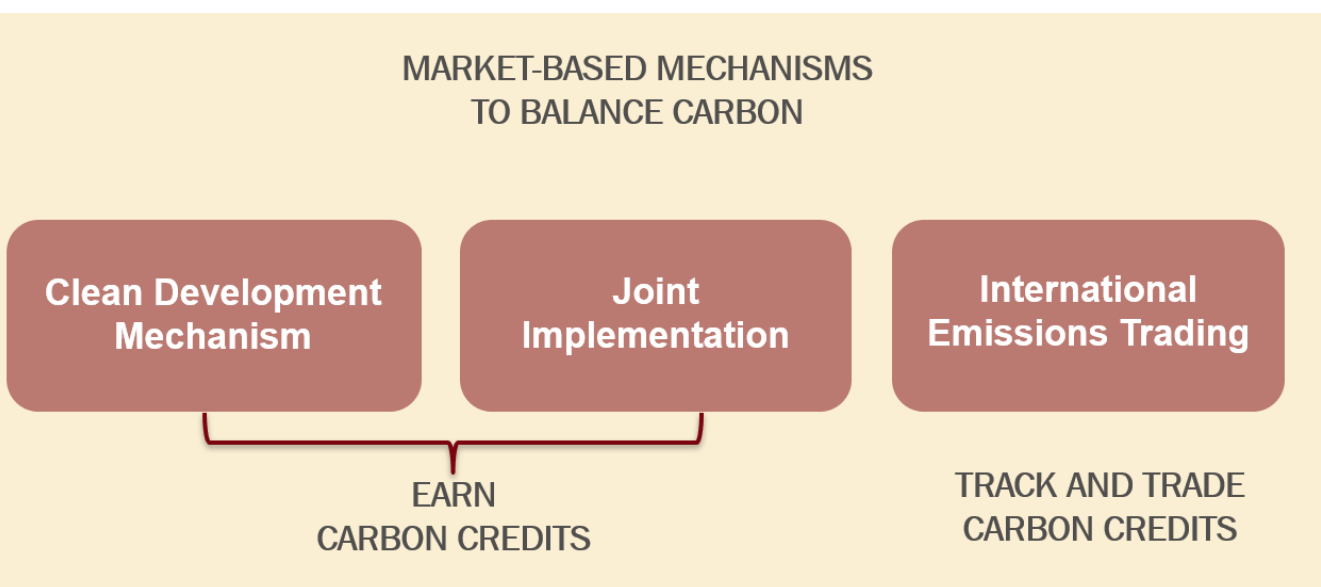 MARKET-BASED MECHANISMS
TO BALANCE CARBON
Clean Development
Mechanism
Joint
Implementation
International
Emissions Trading
EARN
CARBON CREDITS
TRACK AND TRADE
CARBON CREDITS